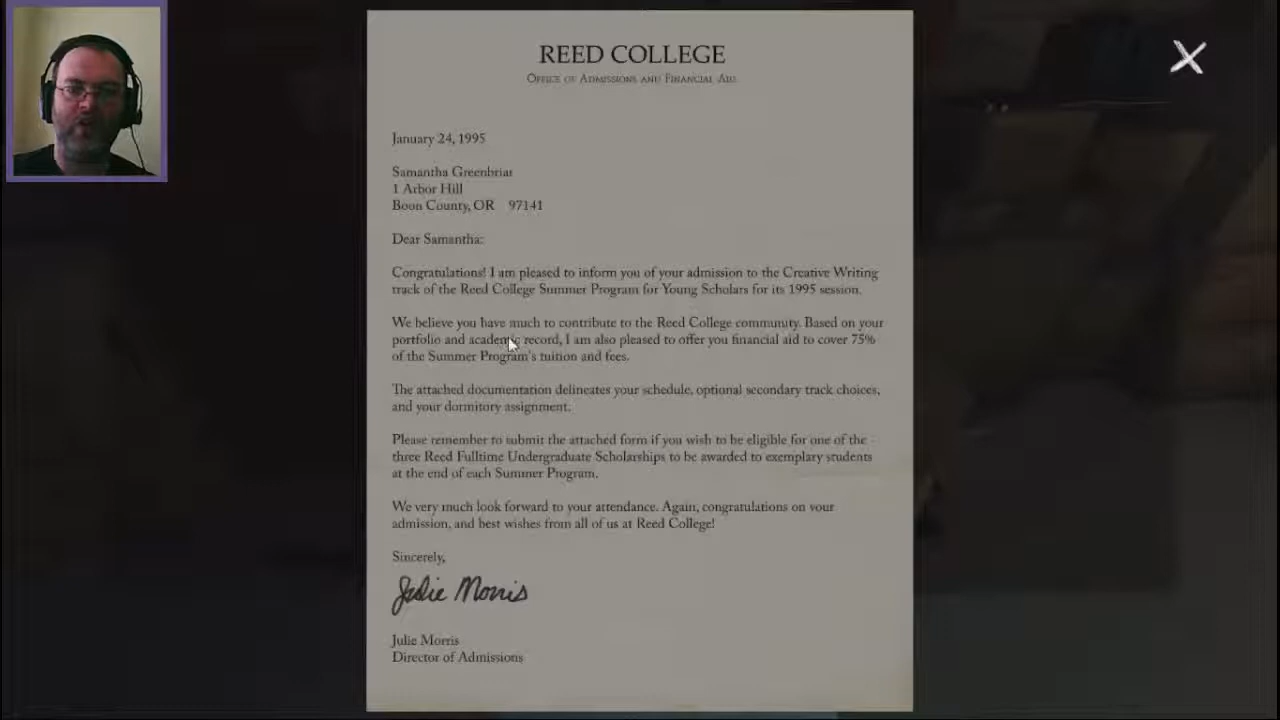 REED COLLEGE
Office of Admissions and Financial Aid
January 24, 1995
Samantha Greenbriar
1 Arbor Hill
Boon County, OR 97141
Dear Samantha:
Congratulations! I am pleased to inform you of your admission to the Creative Writing
track of the Reed College Summer Program for Young Scholars for its 1995 session.
We believe you have much to contribute to the Reed College community. Based on your
portfolio and academic record, I am also pleased to offer you financial aid to cover 75%
of the Summer Program's tuition and fees.
The attached documentation delineates your schedule, optional secondary track choices,
and your dormitory assignment.
Please remember to submit the attached form if you wish to be eligible for one of the
three Reed Fulltime Undergraduate Scholarships to be awarded to exemplary students
at the end of each Summer Program.
We very much look forward to your attendance. Again, congratulations on your
admission, and best wishes from all of us at Reed College!
Sincerely,
Julie Morris
Julie Morris
Director of Admissions